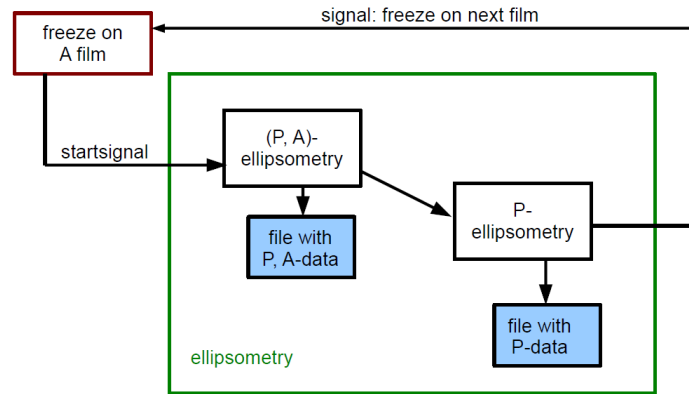 signal: freeze on next film
freeze on
A film
startsignal
(P, A)-
ellipsometry
P-
ellipsometry
file with
P, A-data
file with
P-data
ellipsometry